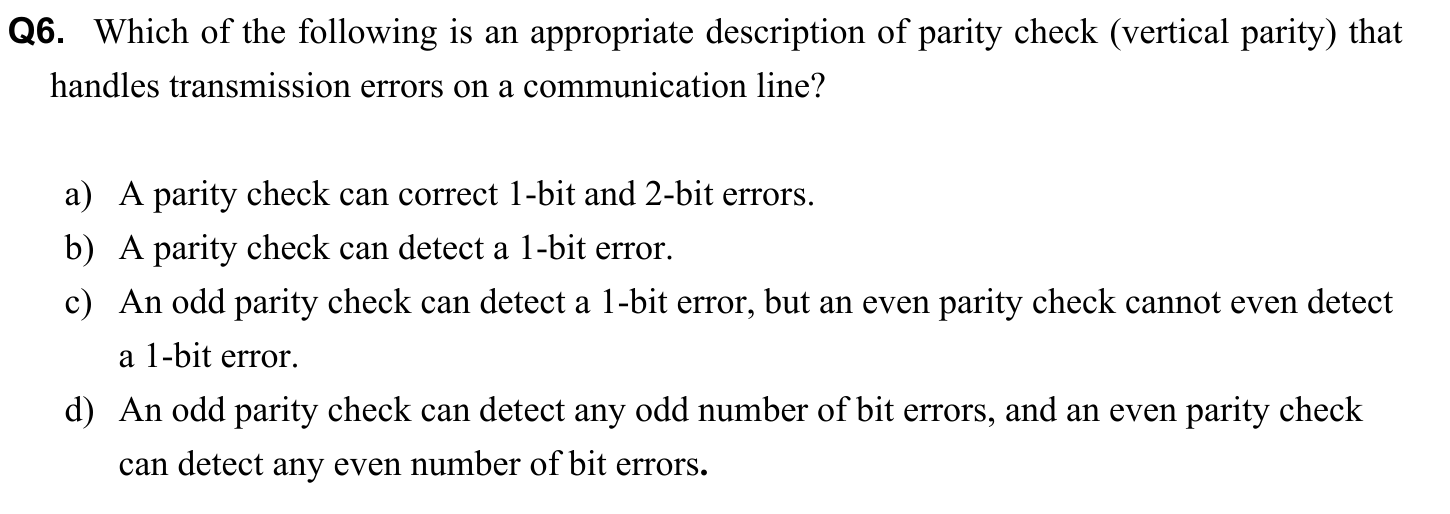 Q6. Which of the following is an appropriate description of parity check (vertical parity) that
handles transmission errors on a communication line?
a) A parity check can correct 1-bit and 2-bit errors.
b) A parity check can detect a 1-bit error.
c) An odd parity check can detect a 1-bit error, but an even parity check cannot even detect
a 1-bit error.
d) An odd parity check can detect any odd number of bit errors, and an even parity check
can detect any even number of bit errors.